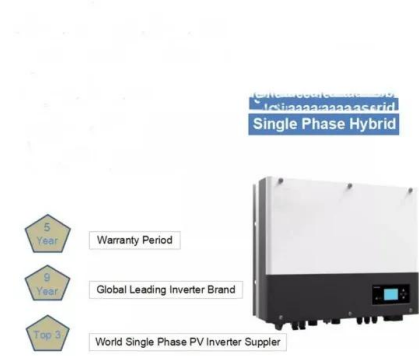 Single Phase Hybrid
5
Year
Warranty Period
9
Year
Global Leading Inverter Brand
Top 3
World Single Phase PV Inverter Suppler